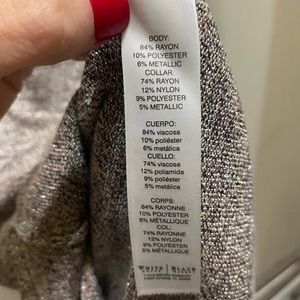 BODY:
84% RAYON
10% POLYESTER
6% METALLIC
COLLAR:
74% RAYON
12% NYLON
9% POLYESTER
5% METALLIC
CUERPO:
84% viscosa
10% poliéster
6% metálica
CUELLO:
74% viscosa
12% poliamida
9% poliéster
5% metálica
CORPS:
84% RAYONNE
10% POLYESTER
6% MÉTALLIQUE
COL:
74% RAYONNE
12% NYLON
9% POLYESTER
5% METALLIQUE
WHITE BLACK